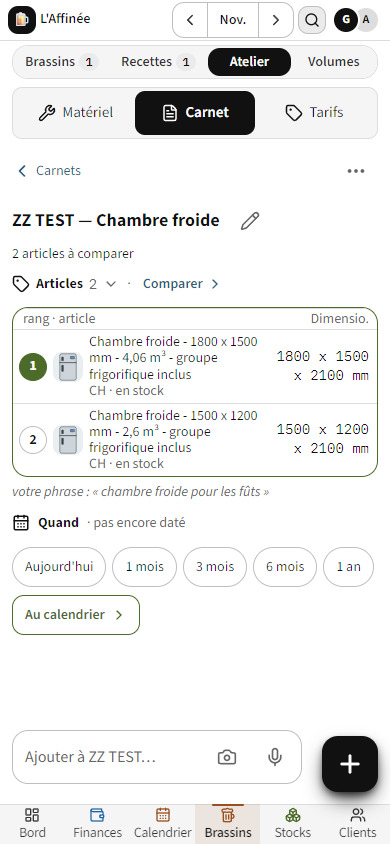 L'Affinée
Nov.
G A
Brassins 1 Recettes 1 Atelier Volumes
Matériel Carnet Tarifs
Carnets
ZZ TEST — Chambre froide
2 articles à comparer
Articles 2 · Comparer
rang · article Dimensio.
1
Chambre froide - 1800 x 1500
mm - 4,06 m³ - groupe
frigorifique inclus
CH · en stock
1800 x 1500
x 2100 mm
2
Chambre froide - 1500 x 1200
mm - 2,6 m³ - groupe
frigorifique inclus
CH · en stock
1500 x 1200
x 2100 mm
votre phrase : « chambre froide pour les fûts »
Quand · pas encore daté
Aujourd'hui 1 mois 3 mois 6 mois 1 an
Au calendrier
Ajouter à ZZ TEST…
Bord Finances Calendrier Brassins Stocks Clients